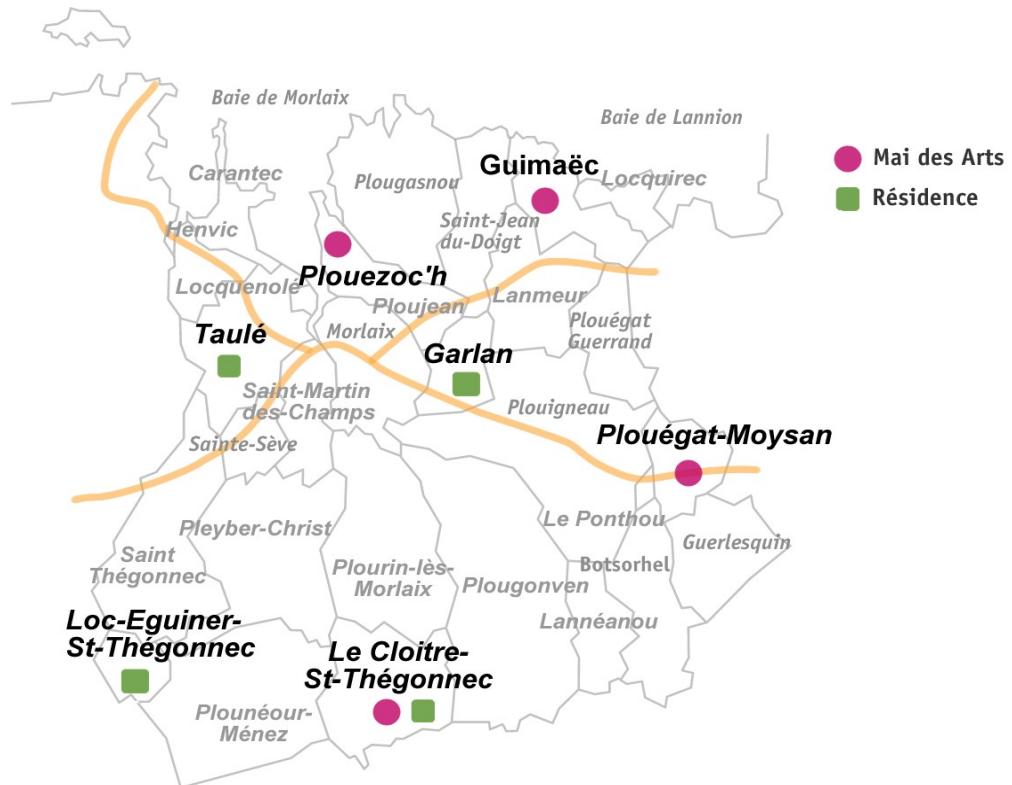 Baie de Morlaix
Baie de Lannion
Mai des Arts
Résidence
Guimaëc
Carantec
Plougasnou
Locquirec
Saint-Jean
du-Doigt
Henvic
Plouezoc'h
Locquenolé
Lanmeur
Ploujean
Taulé
Morlaix
Plouégat
Guerrand
Garlan
Saint-Martin
des-Champs
Plouigneau
Sainte-Sève
Plouégat-Moysan
Pleyber-Christ
Le Ponthou
Guerlesquin
Saint
Thégonnec
Plourin-lès-
Morlaix
Plougonven
Botsorhel
Lannéanou
Loc-Eguiner-
St-Thégonnec
Le Cloitre-
St-Thégonnec
Plounéour-
Ménez